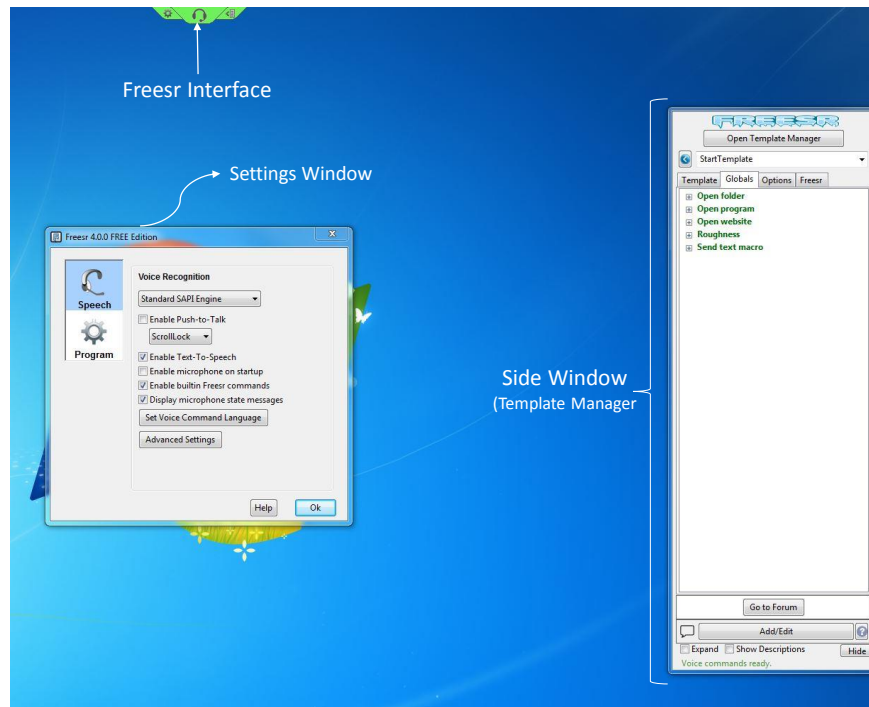 Freesr Interface
Settings Window
Freesr 4.0.0 FREE Edition
Speech
Program
Voice Recognition
Standard SAPI Engine
Enable Push-to-Talk
ScrollLock
Enable Text-To-Speech
Enable microphone on startup
Enable builtin Freesr commands
Display microphone state messages
Set Voice Command Language
Advanced Settings
Help Ok
Side Window
(Template Manager
FREESR
Open Template Manager
StartTemplate
Template Globals Options Freesr
Open folder
Open program
Open website
Roughness
Send text macro
Go to Forum
Add/Edit ?
Expand Show Descriptions Hide
Voice commands ready.